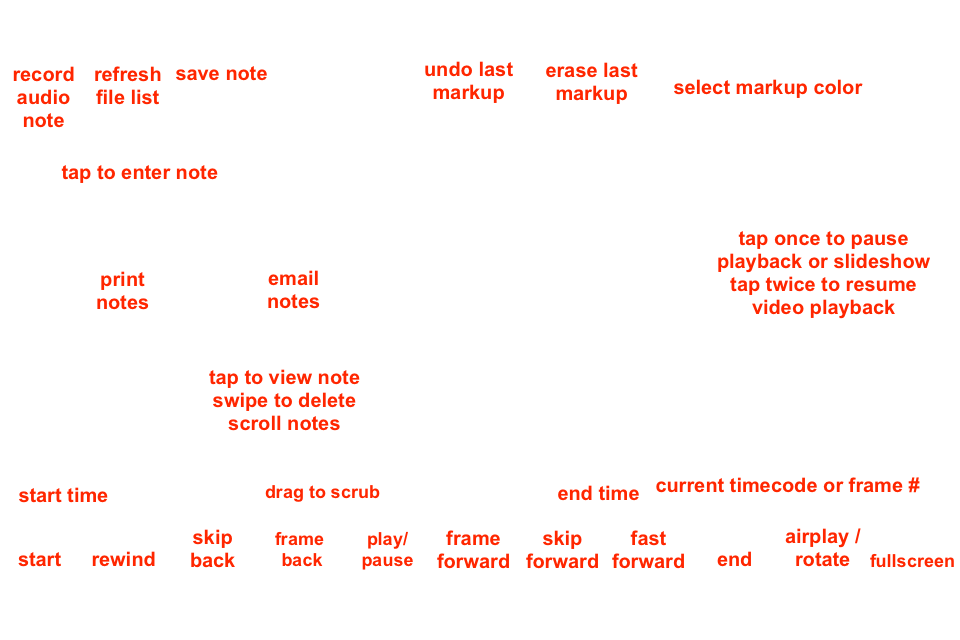 record
audio
note
refresh
file list
save note
undo last
markup
erase last
markup
select markup color
tap to enter note
tap once to pause
playback or slideshow
tap twice to resume
video playback
print
notes
email
notes
tap to view note
swipe to delete
scroll notes
start time
drag to scrub
end time
current timecode or frame #
start
rewind
skip
back
frame
back
play/
pause
frame
forward
skip
forward
fast
forward
end
airplay /
rotate
fullscreen